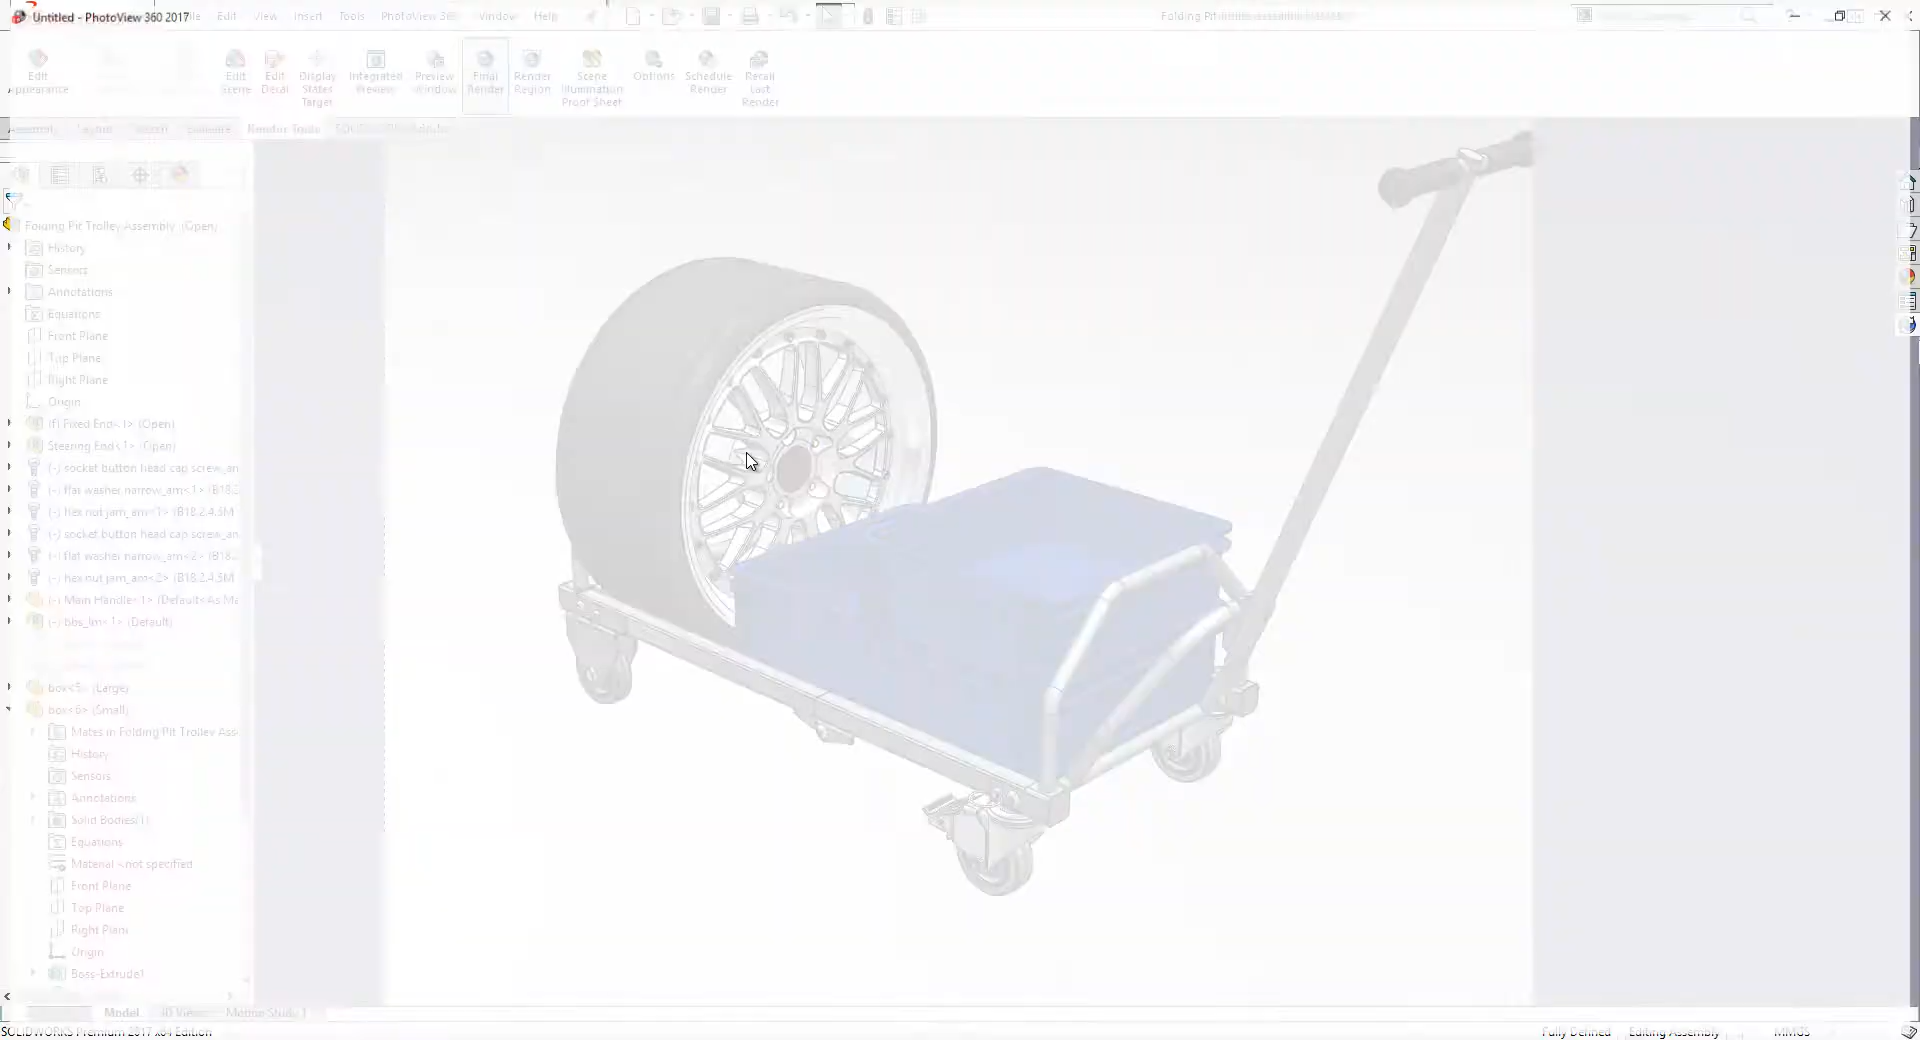 Untitled - PhotoView 360 2017
Edit View Insert Tools PhotoView 360 Window Help
Edit Appearance
Edit Scene
Edit Decal
Display States Target
Integrated Preview
Preview Window
Final Render
Render Region
Scene Illumination Proof Sheet
Options
Schedule Render
Recall Last Render
Assembly Layout Sketch Evaluate Render Tools
Folding Pit Trolley Assembly (Open)
History
Sensors
Annotations
Equations
Front Plane
Top Plane
Right Plane
Origin
(f) Fixed End<1> (Open)
Steering End<1> (Open)
(-) socket button head cap screw_am
(-) flat washer narrow_am<1> (B18.2
(-) hex nut jam_am<1> (B18.2.4.5M
(-) socket button head cap screw_am
(-) flat washer narrow_am<2> (B18.2
(-) hex nut jam_am<2> (B18.2.4.5M
(-) Main Handle<1> (Default<As Ma
(-) bbs_lm<1> (Default)
box<5> (Large)
box<6> (Small)
Mates in Folding Pit Trolley Asse
History
Sensors
Annotations
Solid Bodies(1)
Equations
Material <not specified
Front Plane
Top Plane
Right Plane
Origin
Boss-Extrude1
Model 3D Views Motion Study 1
SOLIDWORKS Premium 2017 x64 Edition
Fully Defined Editing Assembly MMGS